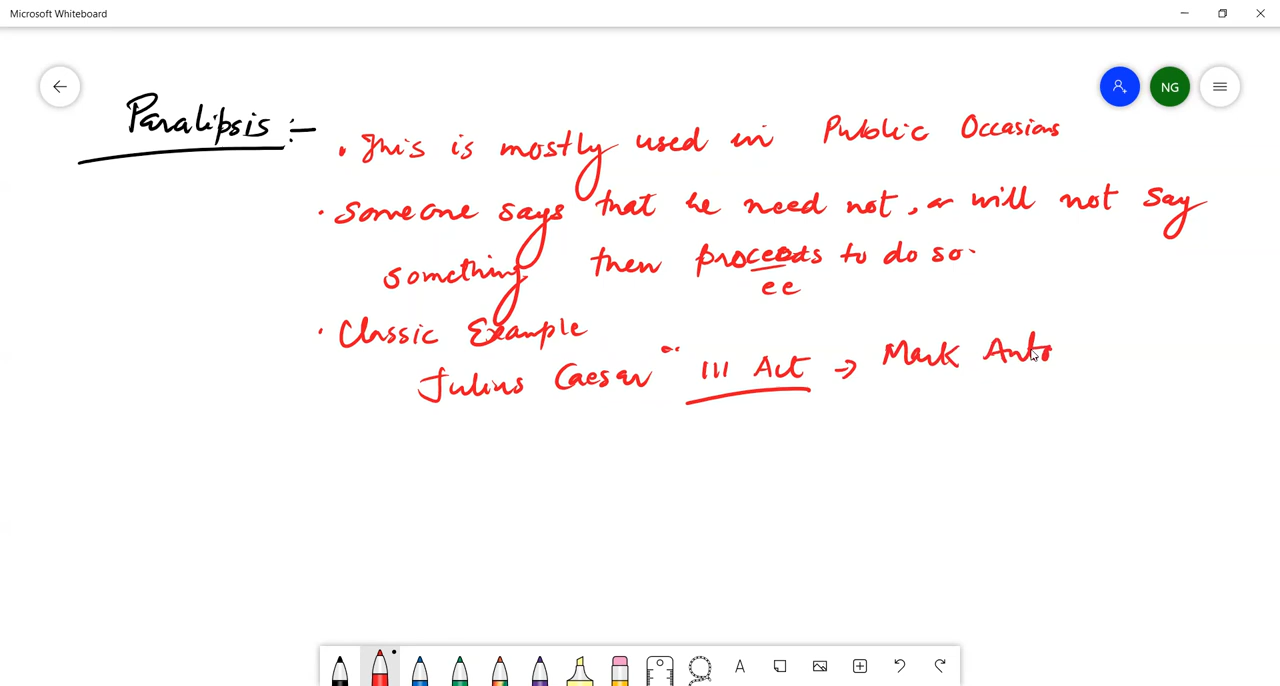 Microsoft Whiteboard
NG
Paralipsis :-
• This is mostly used in Public Occasions
• Someone says that he need not, or will not say
something then proceeds to do so.
ee
• Classic Example
Julius Caesar III Act → Mark Anto
A